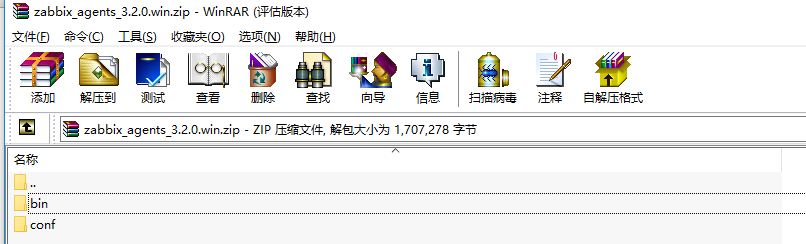 zabbix_agents_3.2.0.win.zip - WinRAR (评估版本)
文件(F) 命令(C) 工具(S) 收藏夹(O) 选项(N) 帮助(H)
添加 解压到 测试 查看 删除 查找 向导 信息 扫描病毒 注释 自解压格式
zabbix_agents_3.2.0.win.zip - ZIP 压缩文件, 解包大小为 1,707,278 字节
名称
..
bin
conf